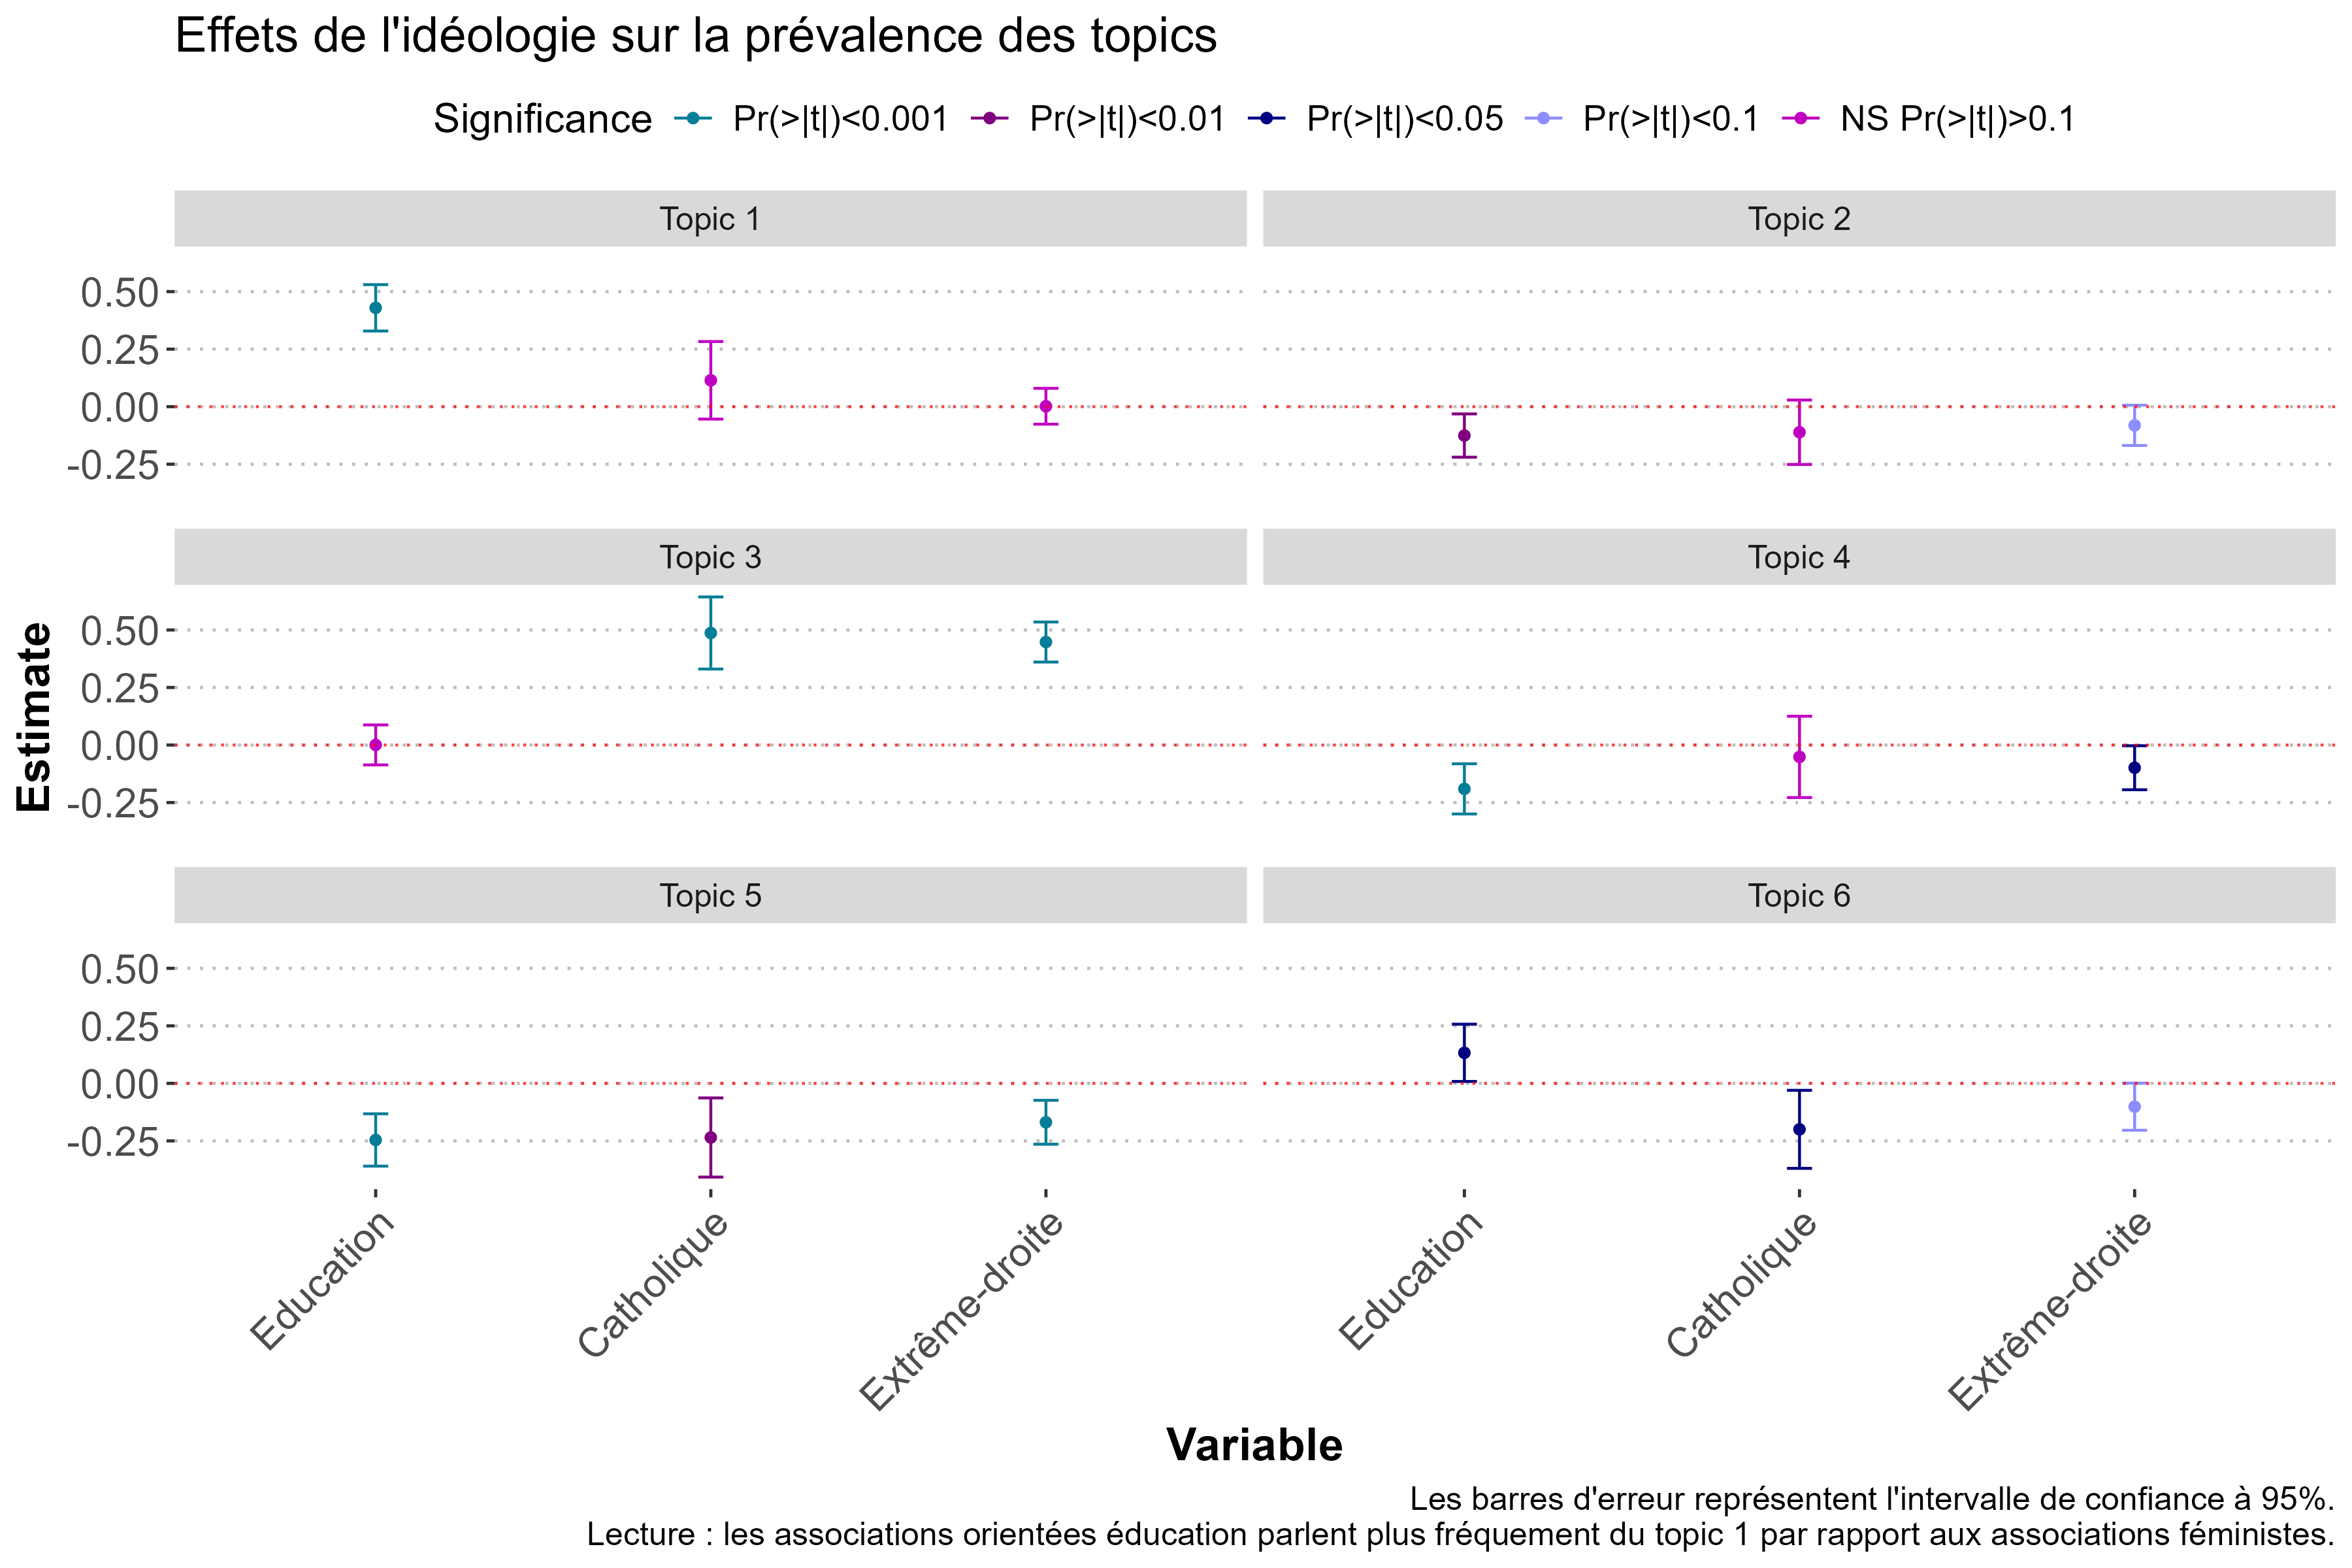 Effets de l'idéologie sur la prévalence des topics
Significance Pr(>|t|)<0.001 Pr(>|t|)<0.01 Pr(>|t|)<0.05 Pr(>|t|)<0.1 NS Pr(>|t|)>0.1
Topic 1 Topic 2
0.50
0.25
0.00
-0.25
Topic 3 Topic 4
0.50
0.25
0.00
-0.25
Topic 5 Topic 6
0.50
0.25
0.00
-0.25
Estimate
Education Catholique Extrême-droite Education Catholique Extrême-droite
Variable
Les barres d'erreur représentent l'intervalle de confiance à 95%.
Lecture : les associations orientées éducation parlent plus fréquement du topic 1 par rapport aux associations féministes.